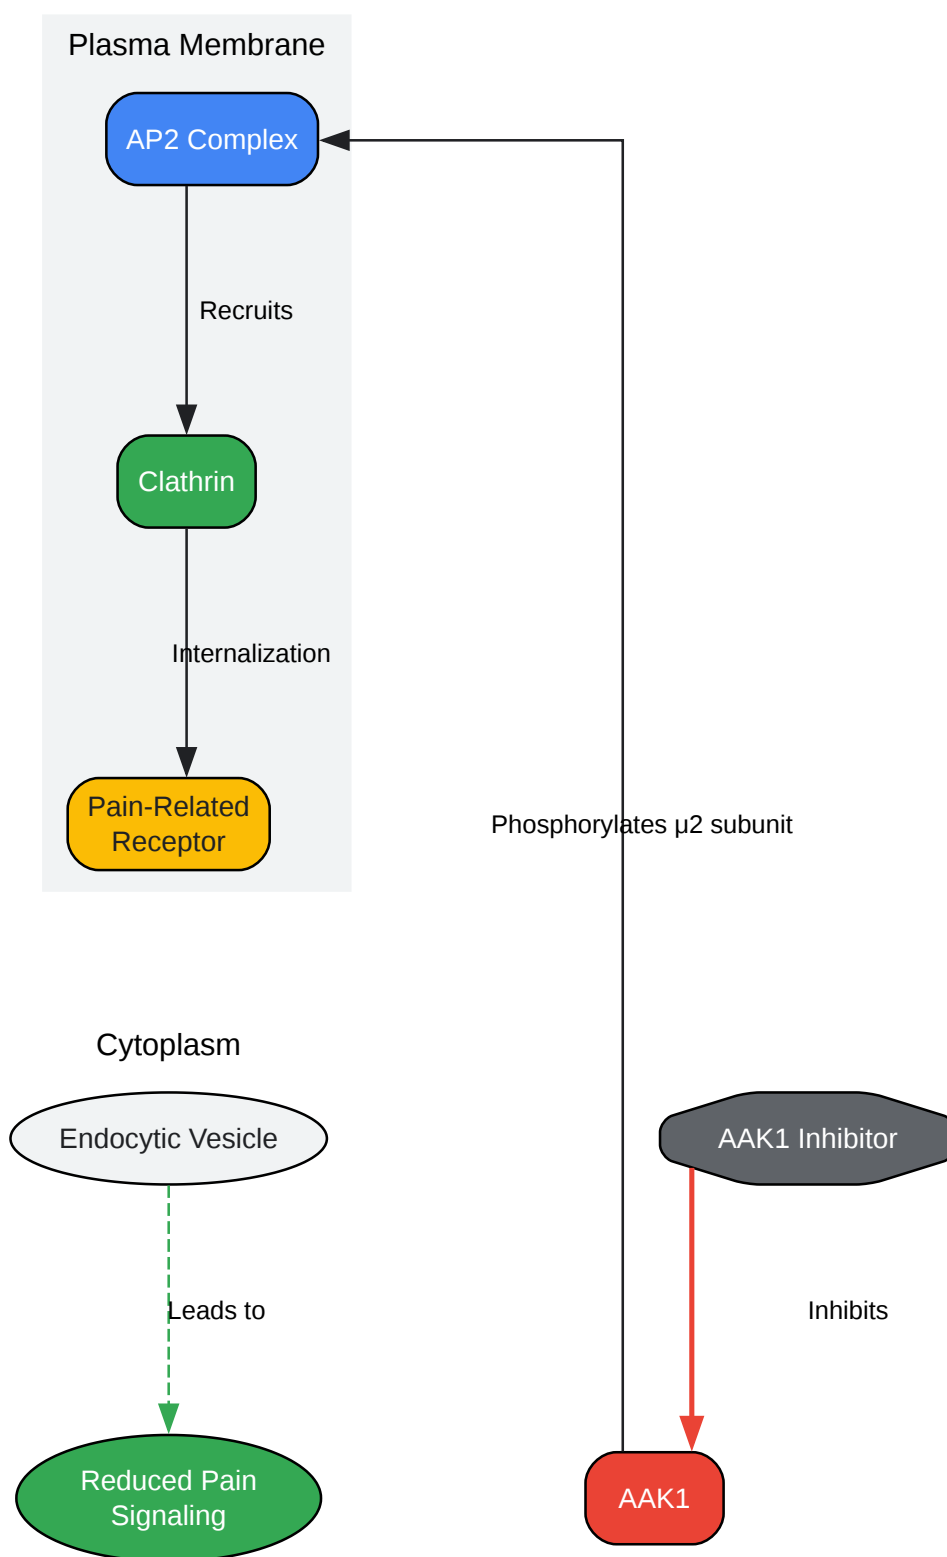 Plasma Membrane
AP2 Complex
Recruits
Clathrin
Internalization
Pain-Related
Receptor
Phosphorylates μ2 subunit
Cytoplasm
Endocytic Vesicle
AAK1 Inhibitor
Leads to
Inhibits
Reduced Pain
Signaling
AAK1